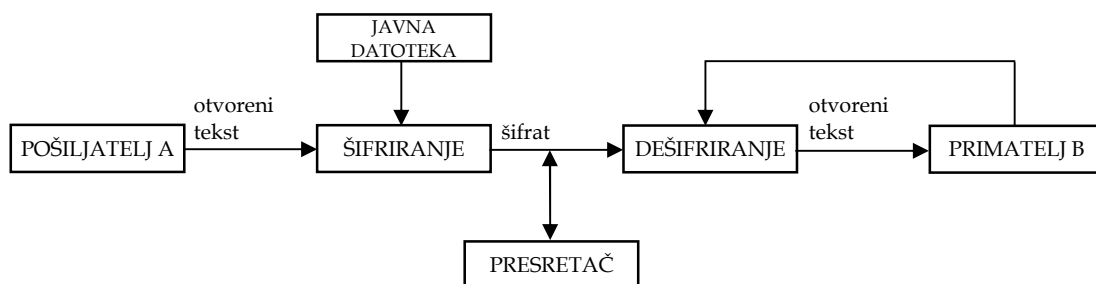 JAVNA
DATOTEKA
otvoreni
tekst
otvoreni
tekst
šifrat
POŠILJATELJ A
ŠIFRIRANJE
DEŠIFRIRANJE
PRIMATELJ B
PRESRETAČ